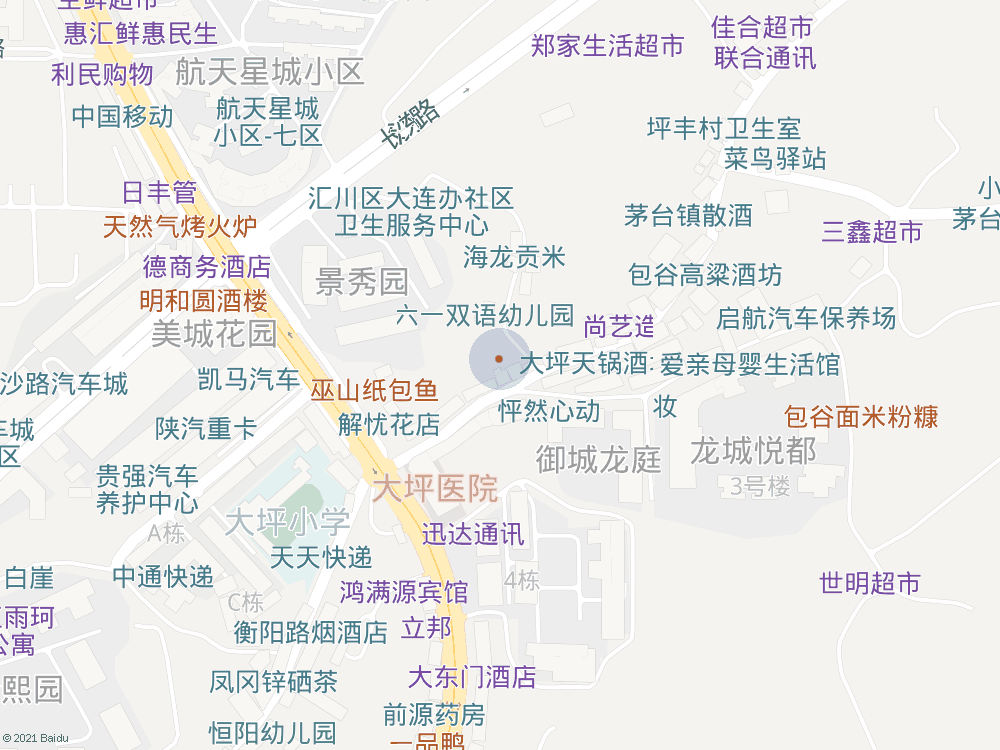 生鲜超市
惠汇鲜惠民生
利民购物
航天星城小区
中国移动
航天星城
小区-七区
郑家生活超市
佳合超市
联合通讯
路
坪丰村卫生室
菜鸟驿站
日丰管
天然气烤火炉
汇川区大连办社区
卫生服务中心
茅台镇散酒
小
茅台
三鑫超市
德商务酒店
海龙贡米
景秀园
包谷高粱酒坊
明和圆酒楼
美城花园
六一双语幼儿园
尚艺造
启航汽车保养场
大坪天锅酒:
爱亲母婴生活馆
沙路汽车城
凯马汽车
巫山纸包鱼
怦然心动
妆
包谷面米粉糠
解忧花店
陕汽重卡
车城
区
御城龙庭
龙城悦都
3号楼
贵强汽车
养护中心
大坪医院
A栋
大坪小学
迅达通讯
天天快递
白崖
中通快递
4栋
世明超市
鸿满源宾馆
C栋
雨珂
公寓
衡阳路烟酒店
立邦
熙园
凤冈锌硒茶
大东门酒店
前源药房
恒阳幼儿园
一品鸭
© 2021 Baidu